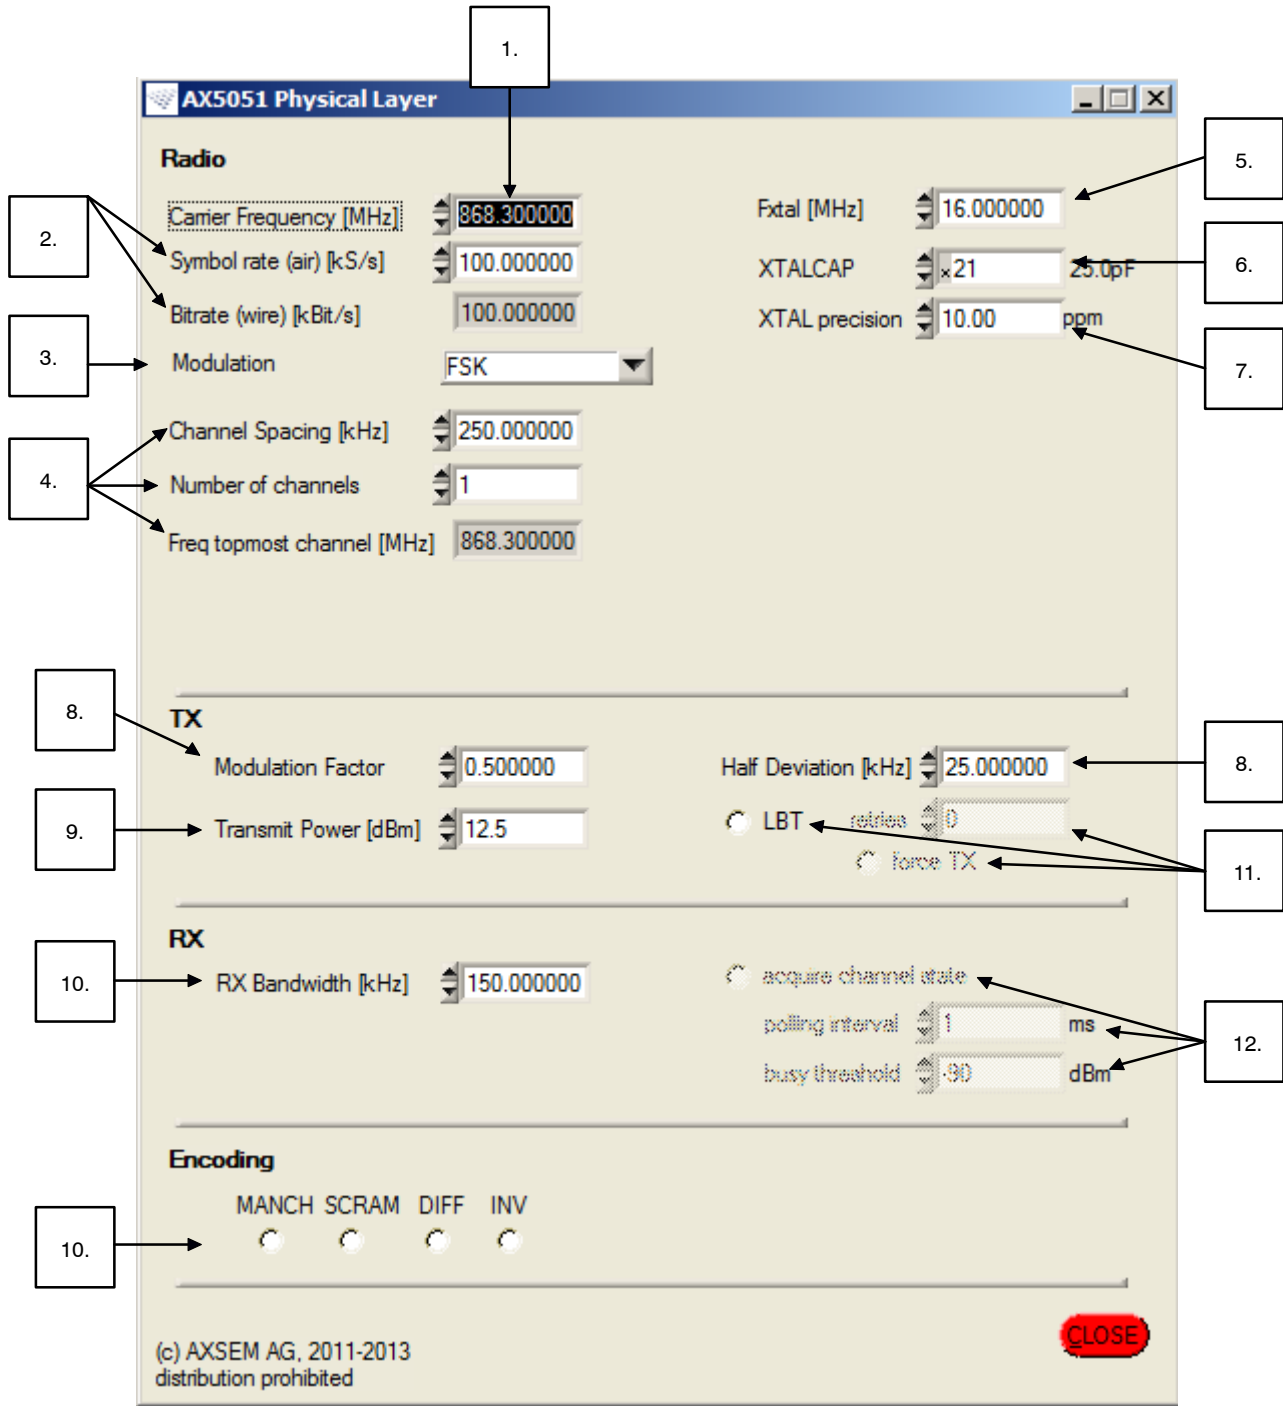 1.
AX5051 Physical Layer
Radio
5.
2.
Carrier Frequency [MHz] 868.300000
Fxtal [MHz] 16.000000
Symbol rate (air) [kS/s] 100.000000
XTALCAP x21 25.0pF
6.
Bitrate (wire) [kBit/s] 100.000000
XTAL precision 10.00 ppm
3.
Modulation FSK
7.
Channel Spacing [kHz] 250.000000
4.
Number of channels 1
Freq topmost channel [MHz] 868.300000
8.
TX
Modulation Factor 0.500000
Half Deviation [kHz] 25.000000
8.
9.
Transmit Power [dBm] 12.5
LBT retries 0
force TX
11.
RX
10.
RX Bandwidth [kHz] 150.000000
acquire channel state
polling interval 1 ms
12.
busy threshold -90 dBm
Encoding
MANCH SCRAM DIFF INV
10.
CLOSE
(c) AXSEM AG, 2011-2013
distribution prohibited